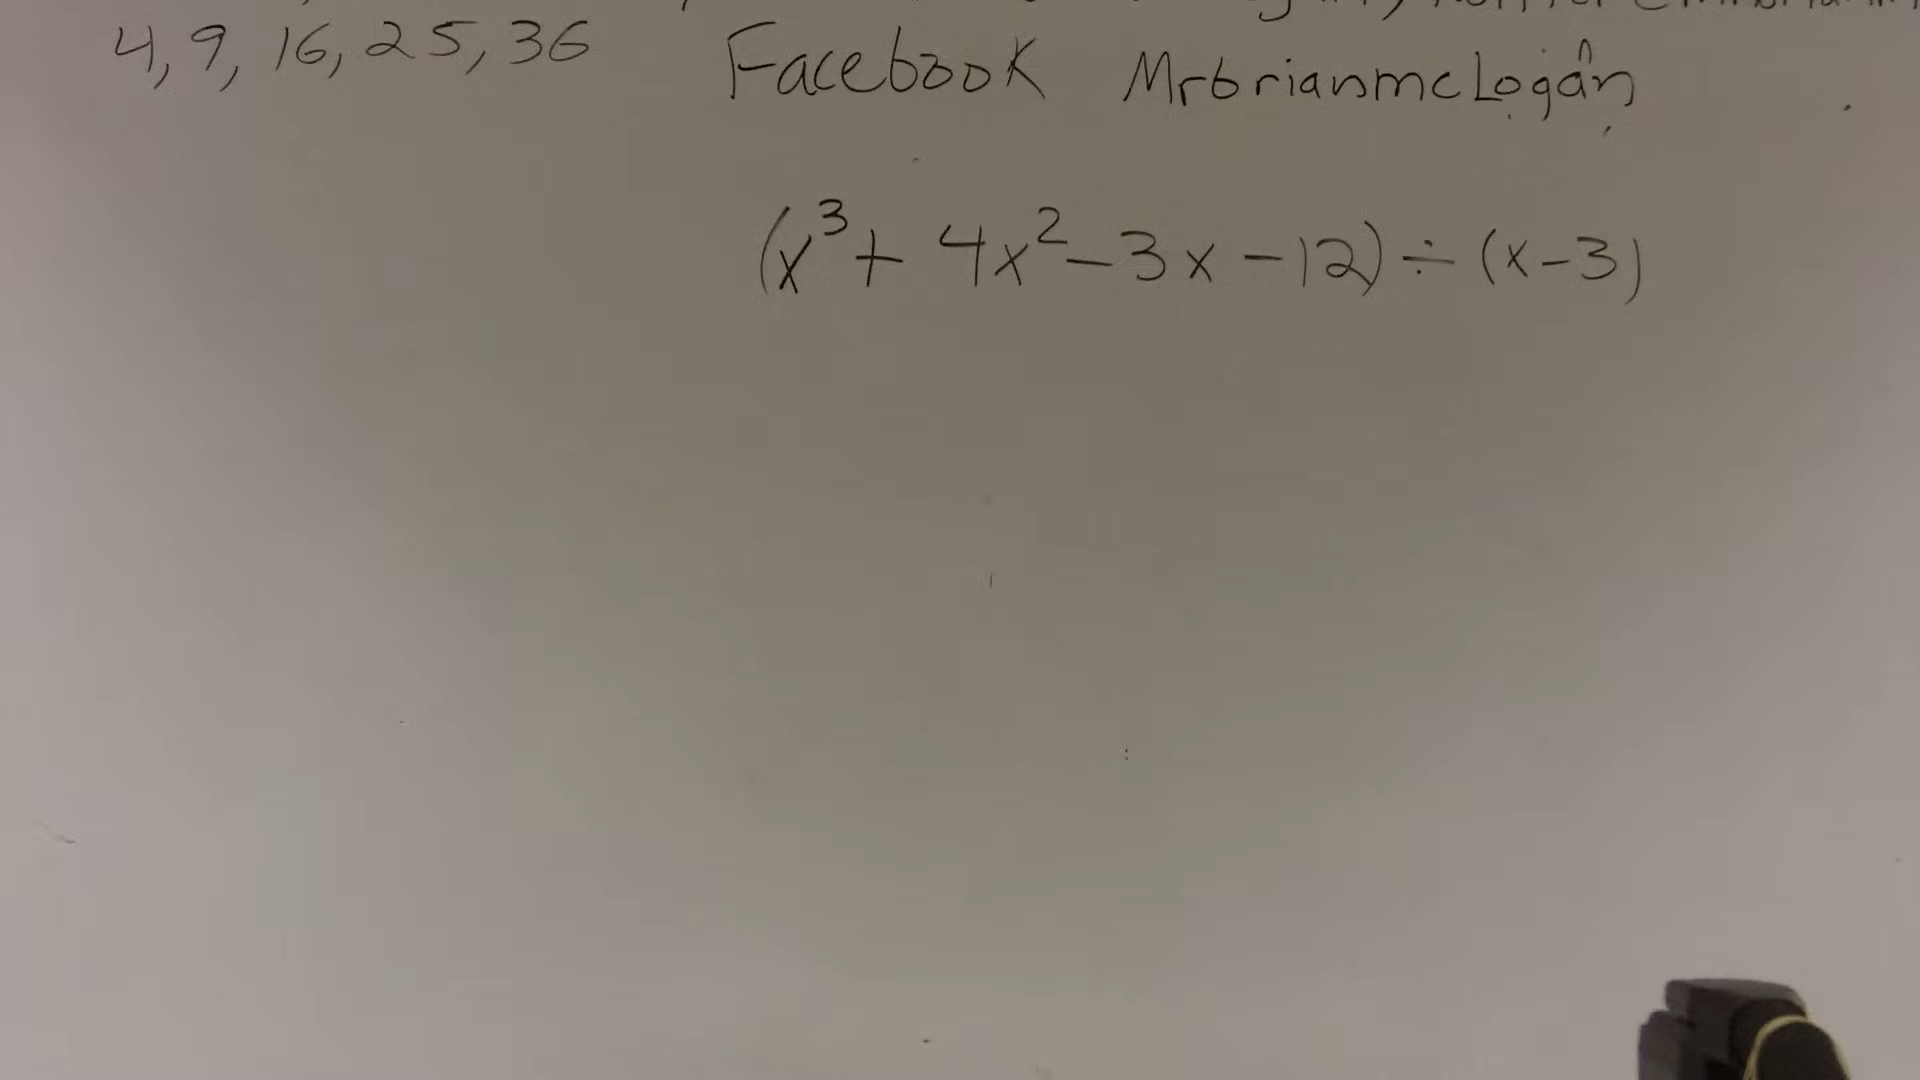 4, 9, 16, 25, 36
Facebook Mrbrianmclogan
(x³ + 4x² - 3x - 12) ÷ (x - 3)